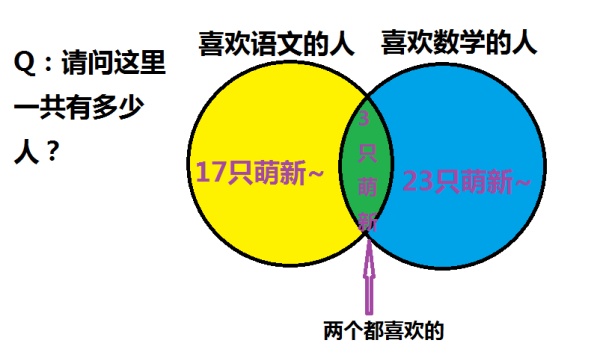 喜欢语文的人
喜欢数学的人
Q：请问这里
一共有多少
人？
17只萌新~
3
只
萌
新
23只萌新~
两个都喜欢的